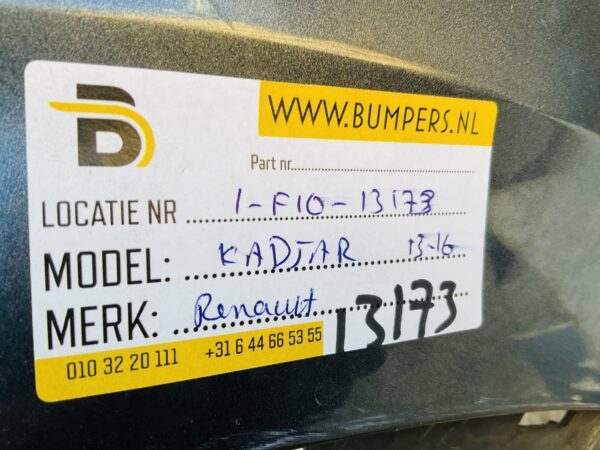 B
WWW.BUMPERS.NL
Part nr.
LOCATIE NR 1-F10-13173
MODEL: KADJAR 13-16
MERK: Renault
010 32 20 111 +31 6 44 66 53 55 13173